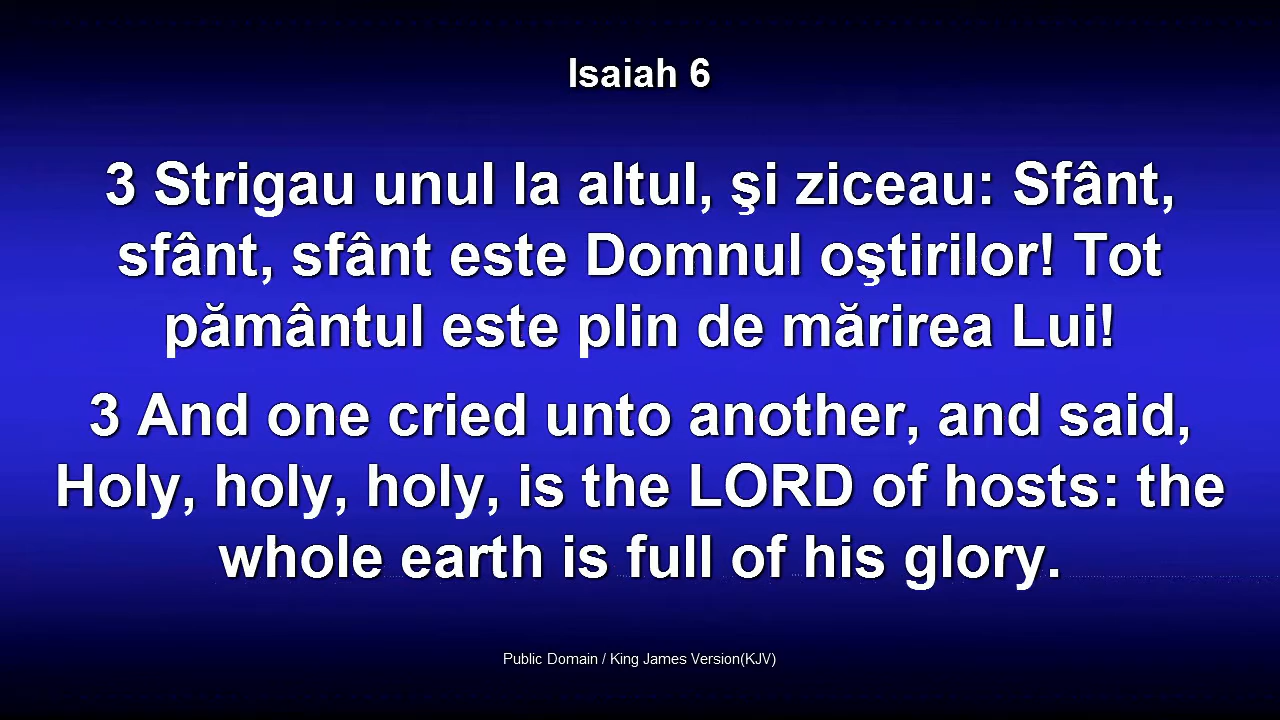 Isaiah 6
3 Strigau unul la altul, şi ziceau: Sfânt,
sfânt, sfânt este Domnul oştirilor! Tot
pământul este plin de mărirea Lui!
3 And one cried unto another, and said,
Holy, holy, holy, is the LORD of hosts: the
whole earth is full of his glory.
Public Domain / King James Version(KJV)